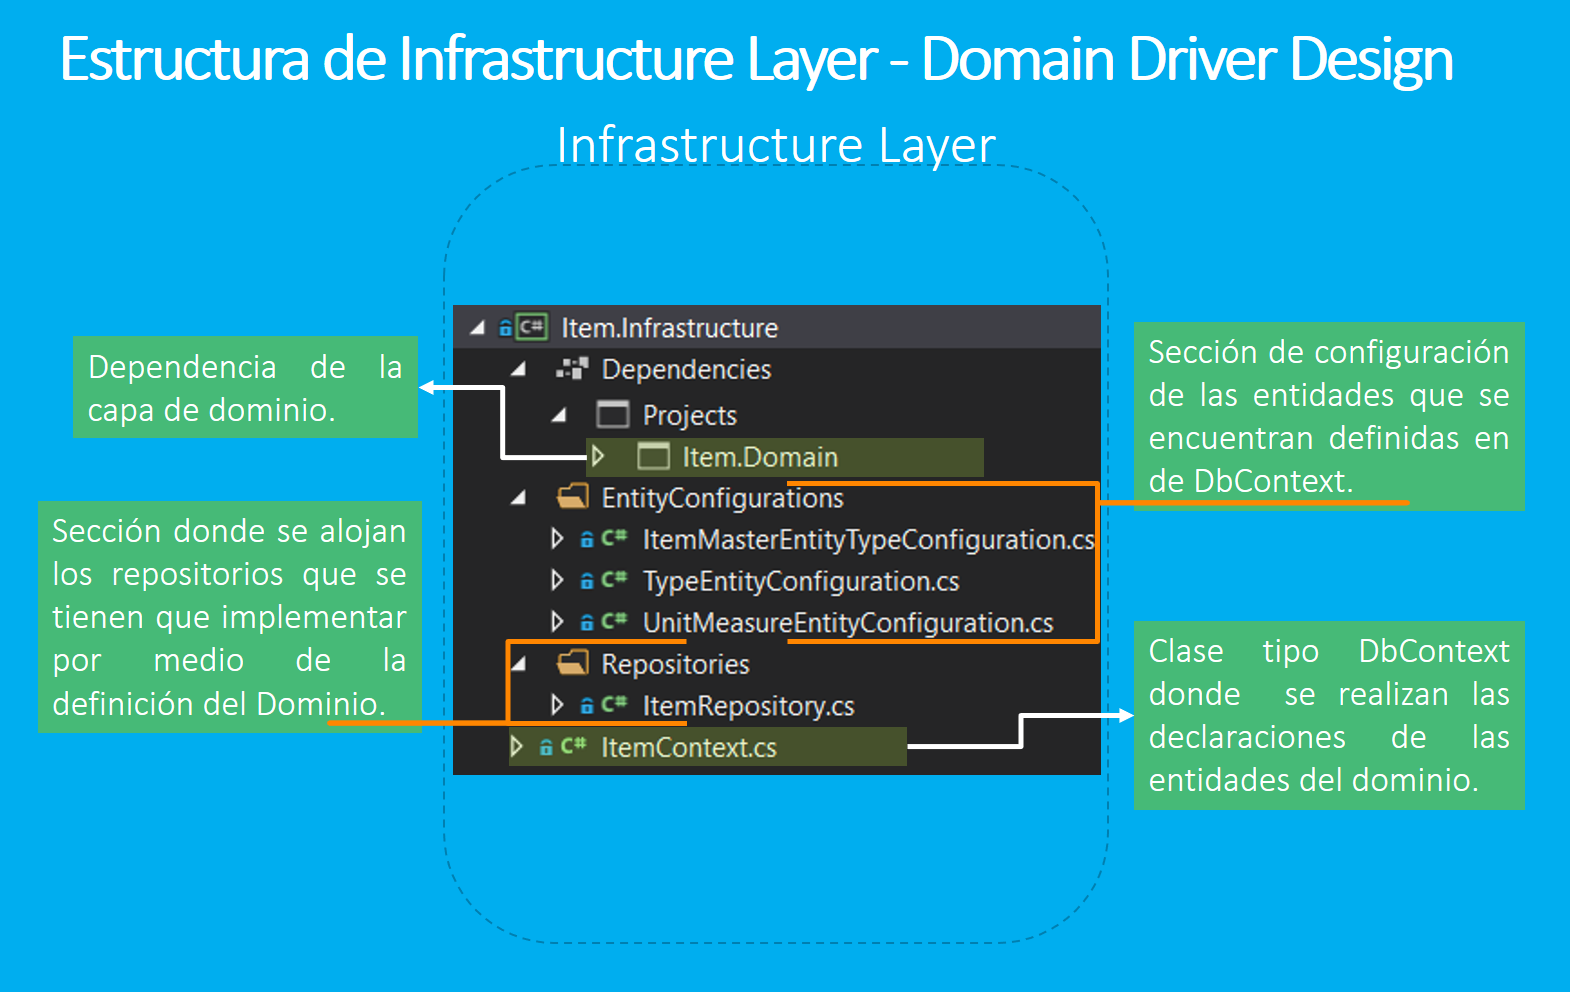 Estructura de Infrastructure Layer - Domain Driver Design
Infrastructure Layer
Dependencia de la
capa de dominio.
Sección donde se alojan
los repositorios que se
tienen que implementar
por medio de la
definición del Dominio.
C# Item.Infrastructure
Dependencies
Projects
Item.Domain
EntityConfigurations
C# ItemMasterEntityTypeConfiguration.cs
C# TypeEntityConfiguration.cs
C# UnitMeasureEntityConfiguration.cs
Repositories
C# ItemRepository.cs
C# ItemContext.cs
Sección de configuración
de las entidades que se
encuentran definidas en
de DbContext.
Clase tipo DbContext
donde se realizan las
declaraciones de las
entidades del dominio.